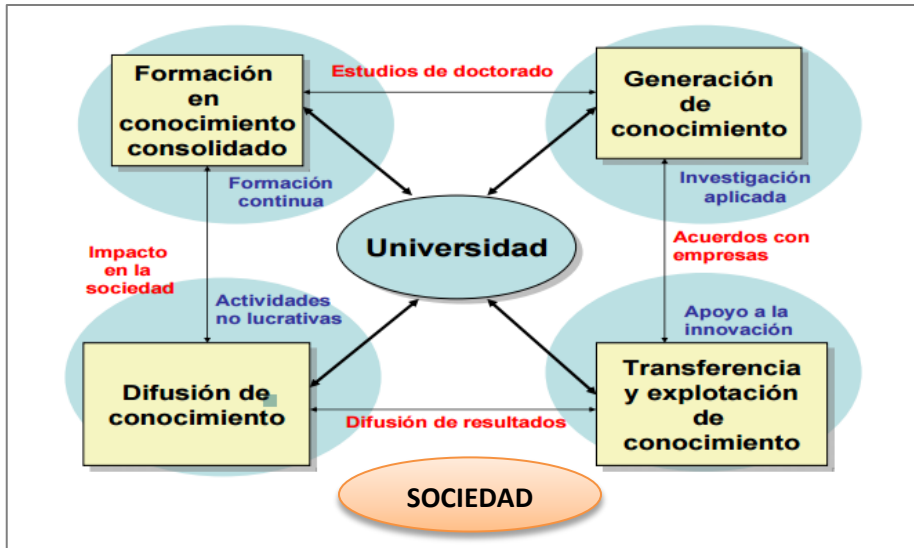 Formación
en
conocimiento
consolidado
Estudios de doctorado
Generación
de
conocimiento
Formación
continua
Investigación
aplicada
Universidad
Impacto
en la
sociedad
Acuerdos con
empresas
Actividades
no lucrativas
Apoyo a la
innovación
Difusión de
conocimiento
Difusión de resultados
Transferencia
y explotación
de
conocimiento
SOCIEDAD